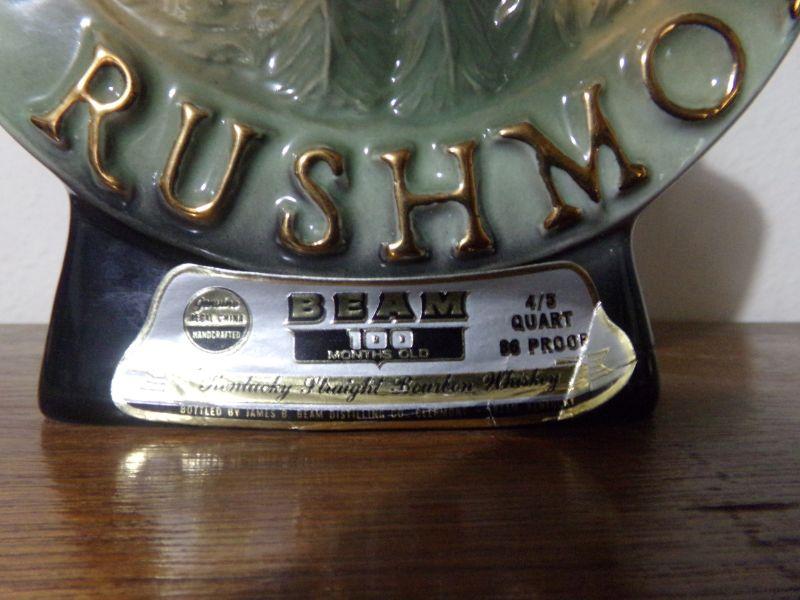 RUSHMO
Genuine
REGAL CHINA
HANDCRAFTED
BEAM
100
MONTHS OLD
4/5
QUART
86 PROOF
Kentucky Straight Bourbon Whiskey
BOTTLED BY JAMES B. BEAM DISTILLING CO.